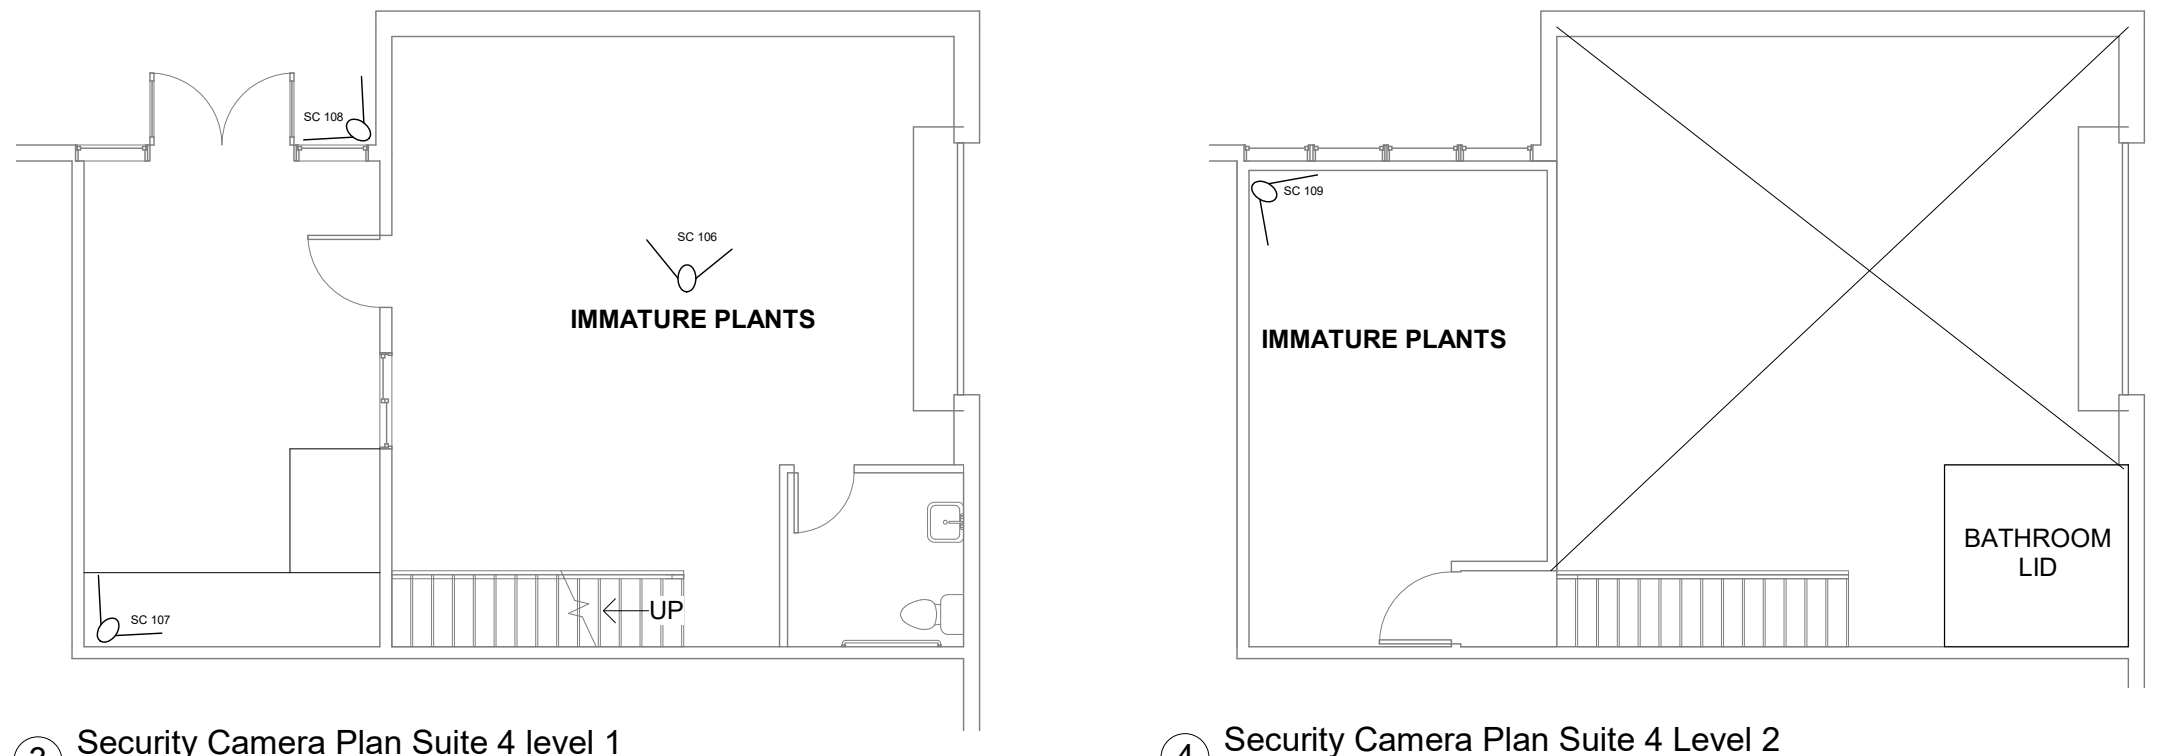 SC 108
SC 106
IMMATURE PLANTS
SC 107
UP
Security Camera Plan Suite 4 level 1
SC 109
IMMATURE PLANTS
BATHROOM
LID
4
Security Camera Plan Suite 4 Level 2